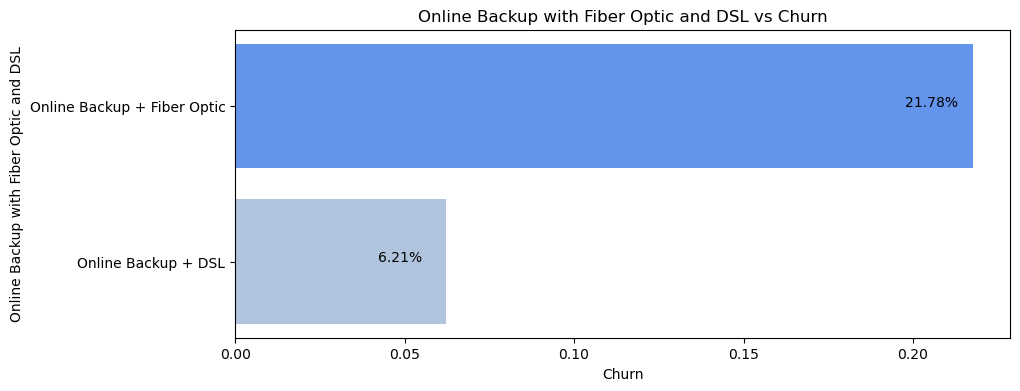 Online Backup with Fiber Optic and DSL vs Churn
Online Backup with Fiber Optic and DSL
Online Backup + Fiber Optic
21.78%
Online Backup + DSL
6.21%
0.00
0.05
0.10
0.15
0.20
Churn